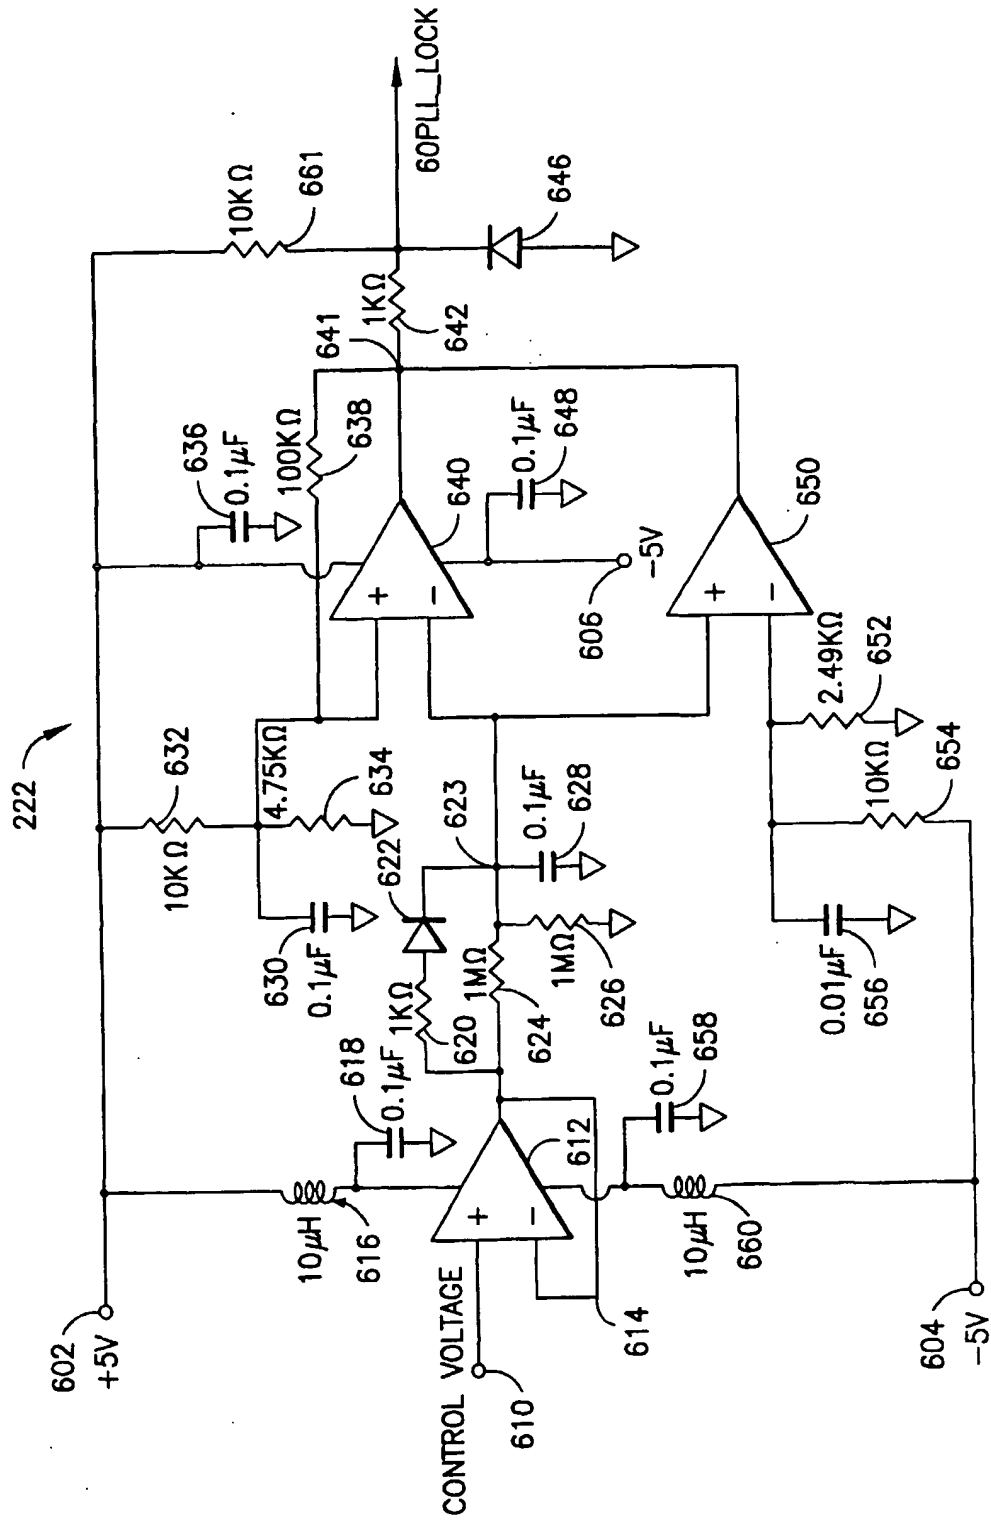 222
602
+5V
10KΩ
632
636
0.1µF
10KΩ
661
616
10µH
618
0.1µF
630
0.1µF
4.75KΩ
634
622
623
100KΩ
638
641
1KΩ
642
60PLL_LOCK
646
CONTROL VOLTAGE
610
+
−
612
614
1KΩ
620
1MΩ
624
1MΩ
626
0.1µF
628
+
−
640
0.1µF
648
606
−5V
10µH
660
0.1µF
658
0.01µF
656
10KΩ
654
2.49KΩ
652
+
−
650
604
−5V